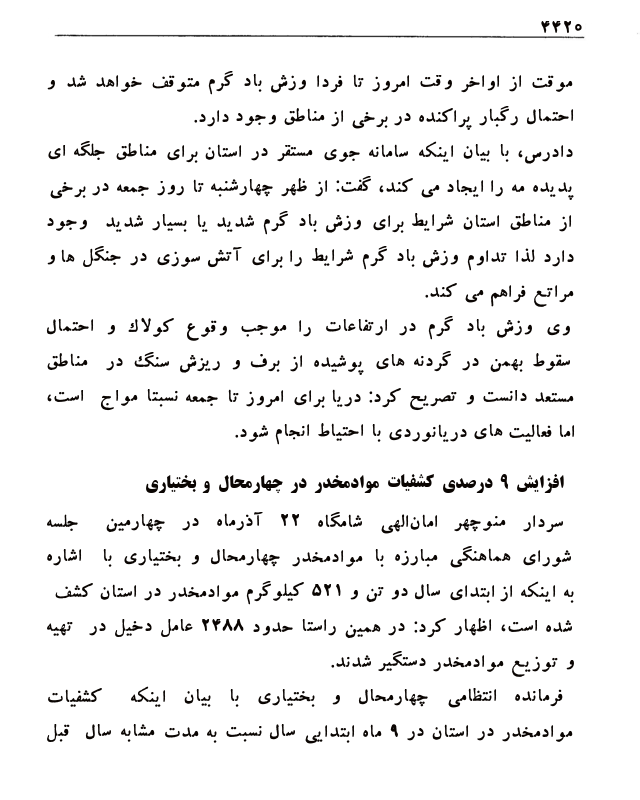 ۴۴۲۰
موقت از اواخر وقت امروز تا فردا وزش باد گرم متوقف خواهد شد و
احتمال رگبار پراکنده در برخی از مناطق وجود دارد.
دادرس، با بیان اینکه سامانه جوی مستقر در استان برای مناطق جلگه ای
پدیده مه را ایجاد می کند، گفت: از ظهر چهارشنبه تا روز جمعه در برخی
از مناطق استان شرایط برای وزش باد گرم شدید یا بسیار شدید وجود
دارد لذا تداوم وزش باد گرم شرایط را برای آتش سوزی در جنگل ها و
مراتع فراهم می کند.
وی وزش باد گرم در ارتفاعات را موجب وقوع کولاک و احتمال
سقوط بهمن در گردنه های پوشیده از برف و ریزش سنگ در مناطق
مستعد دانست و تصریح کرد: دریا برای امروز تا جمعه نسبتا مواج است،
اما فعالیت های دریانوردی با احتیاط انجام شود.
افزایش ۹ درصدی کشفیات موادمخدر در چهارمحال و بختیاری
سردار منوچهر امان‌الهی شامگاه ۲۲ آذرماه در چهارمین جلسه
شورای هماهنگی مبارزه با موادمخدر چهارمحال و بختیاری با اشاره
به اینکه از ابتدای سال دو تن و ۵۲۱ کیلوگرم موادمخدر در استان کشف
شده است، اظهار کرد: در همین راستا حدود ۲۴۸۸ عامل دخیل در تهیه
و توزیع موادمخدر دستگیر شدند.
فرمانده انتظامی چهارمحال و بختیاری با بیان اینکه کشفیات
موادمخدر در استان در ۹ ماه ابتدایی سال نسبت به مدت مشابه سال قبل